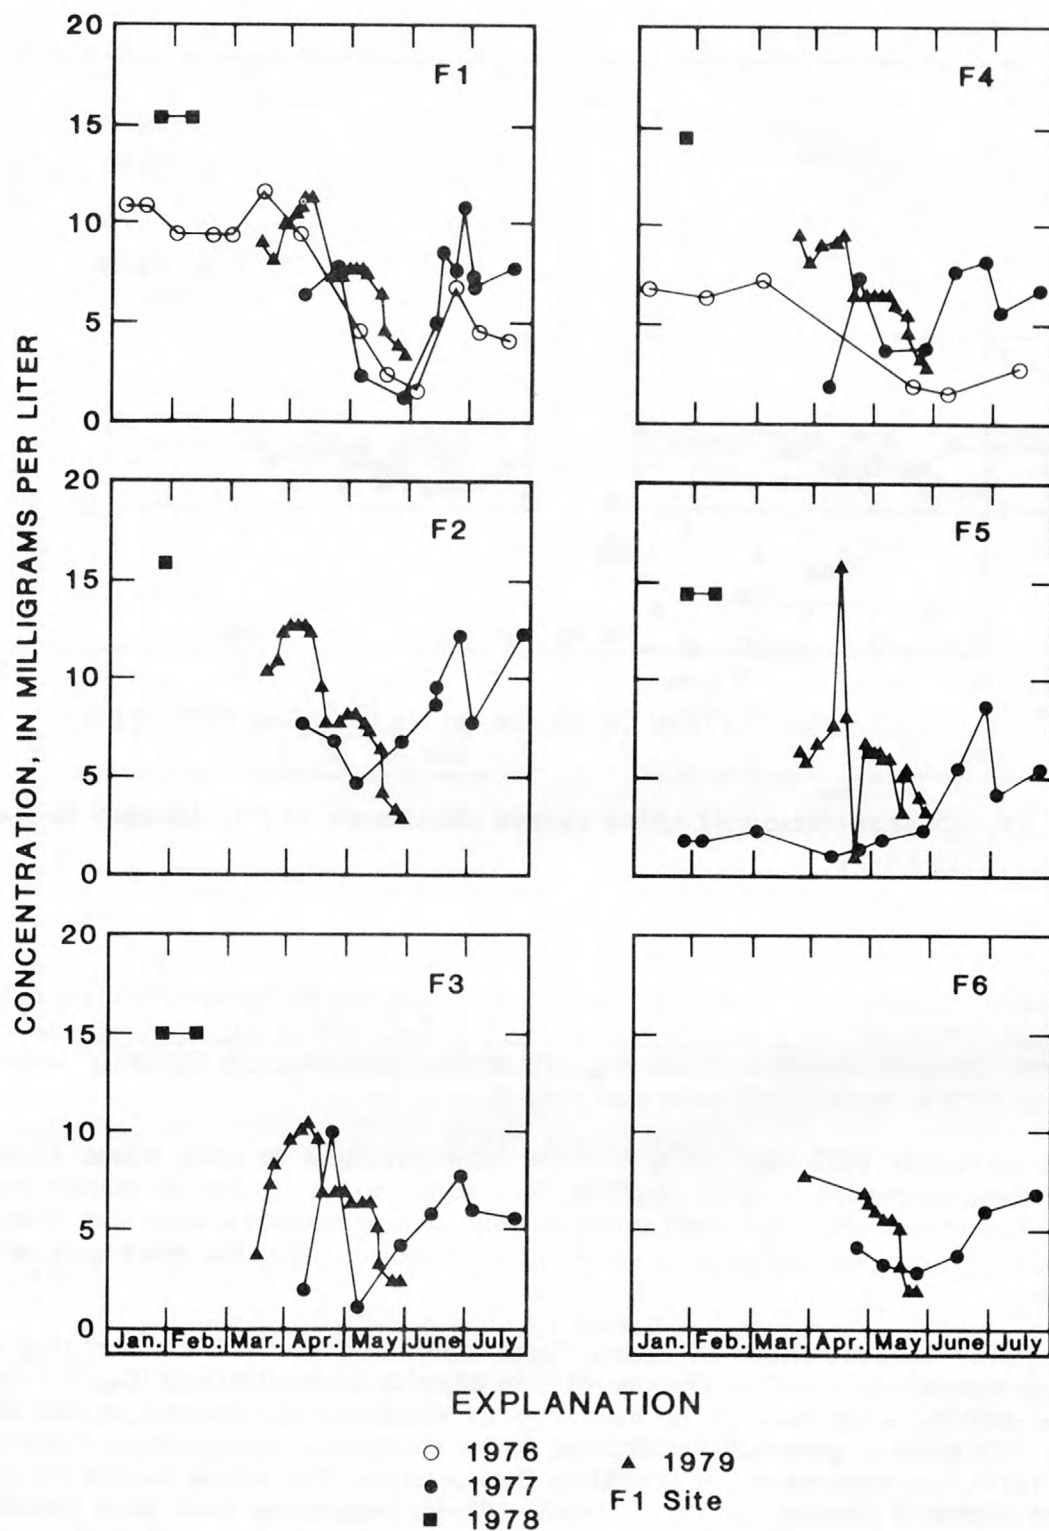 CONCENTRATION, IN MILLIGRAMS PER LITER
20
15
10
5
0
F1
F4
20
15
10
5
0
F2
F5
20
15
10
5
0
F3
F6
Jan. Feb. Mar. Apr. May June July
Jan. Feb. Mar. Apr. May June July
EXPLANATION
1976
1977
1978
1979
F1 Site